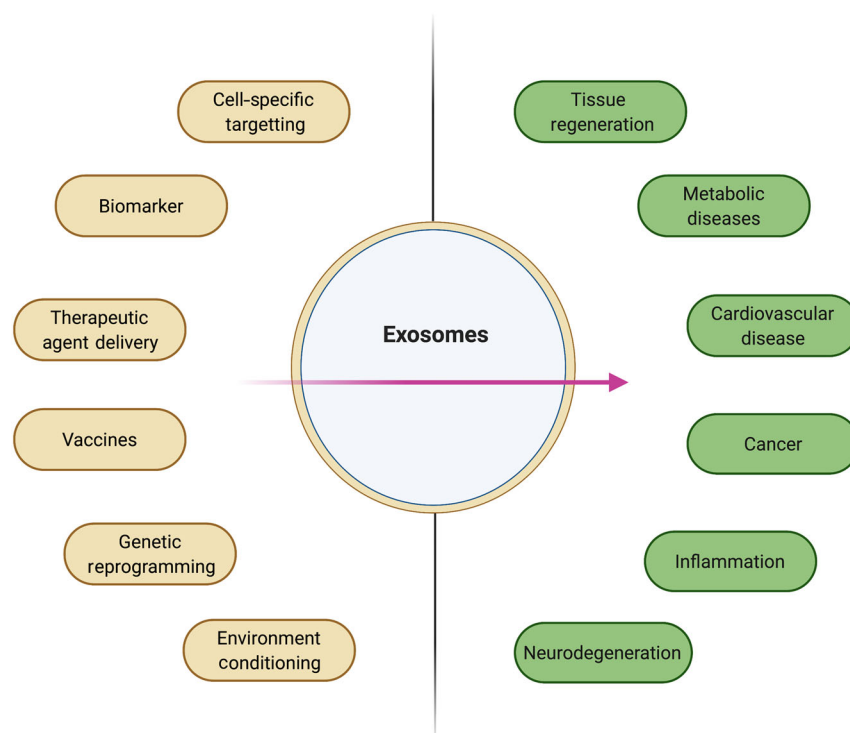 Cell-specific
targetting
Biomarker
Therapeutic
agent delivery
Vaccines
Genetic
reprogramming
Environment
conditioning
Exosomes
Tissue
regeneration
Metabolic
diseases
Cardiovascular
disease
Cancer
Inflammation
Neurodegeneration